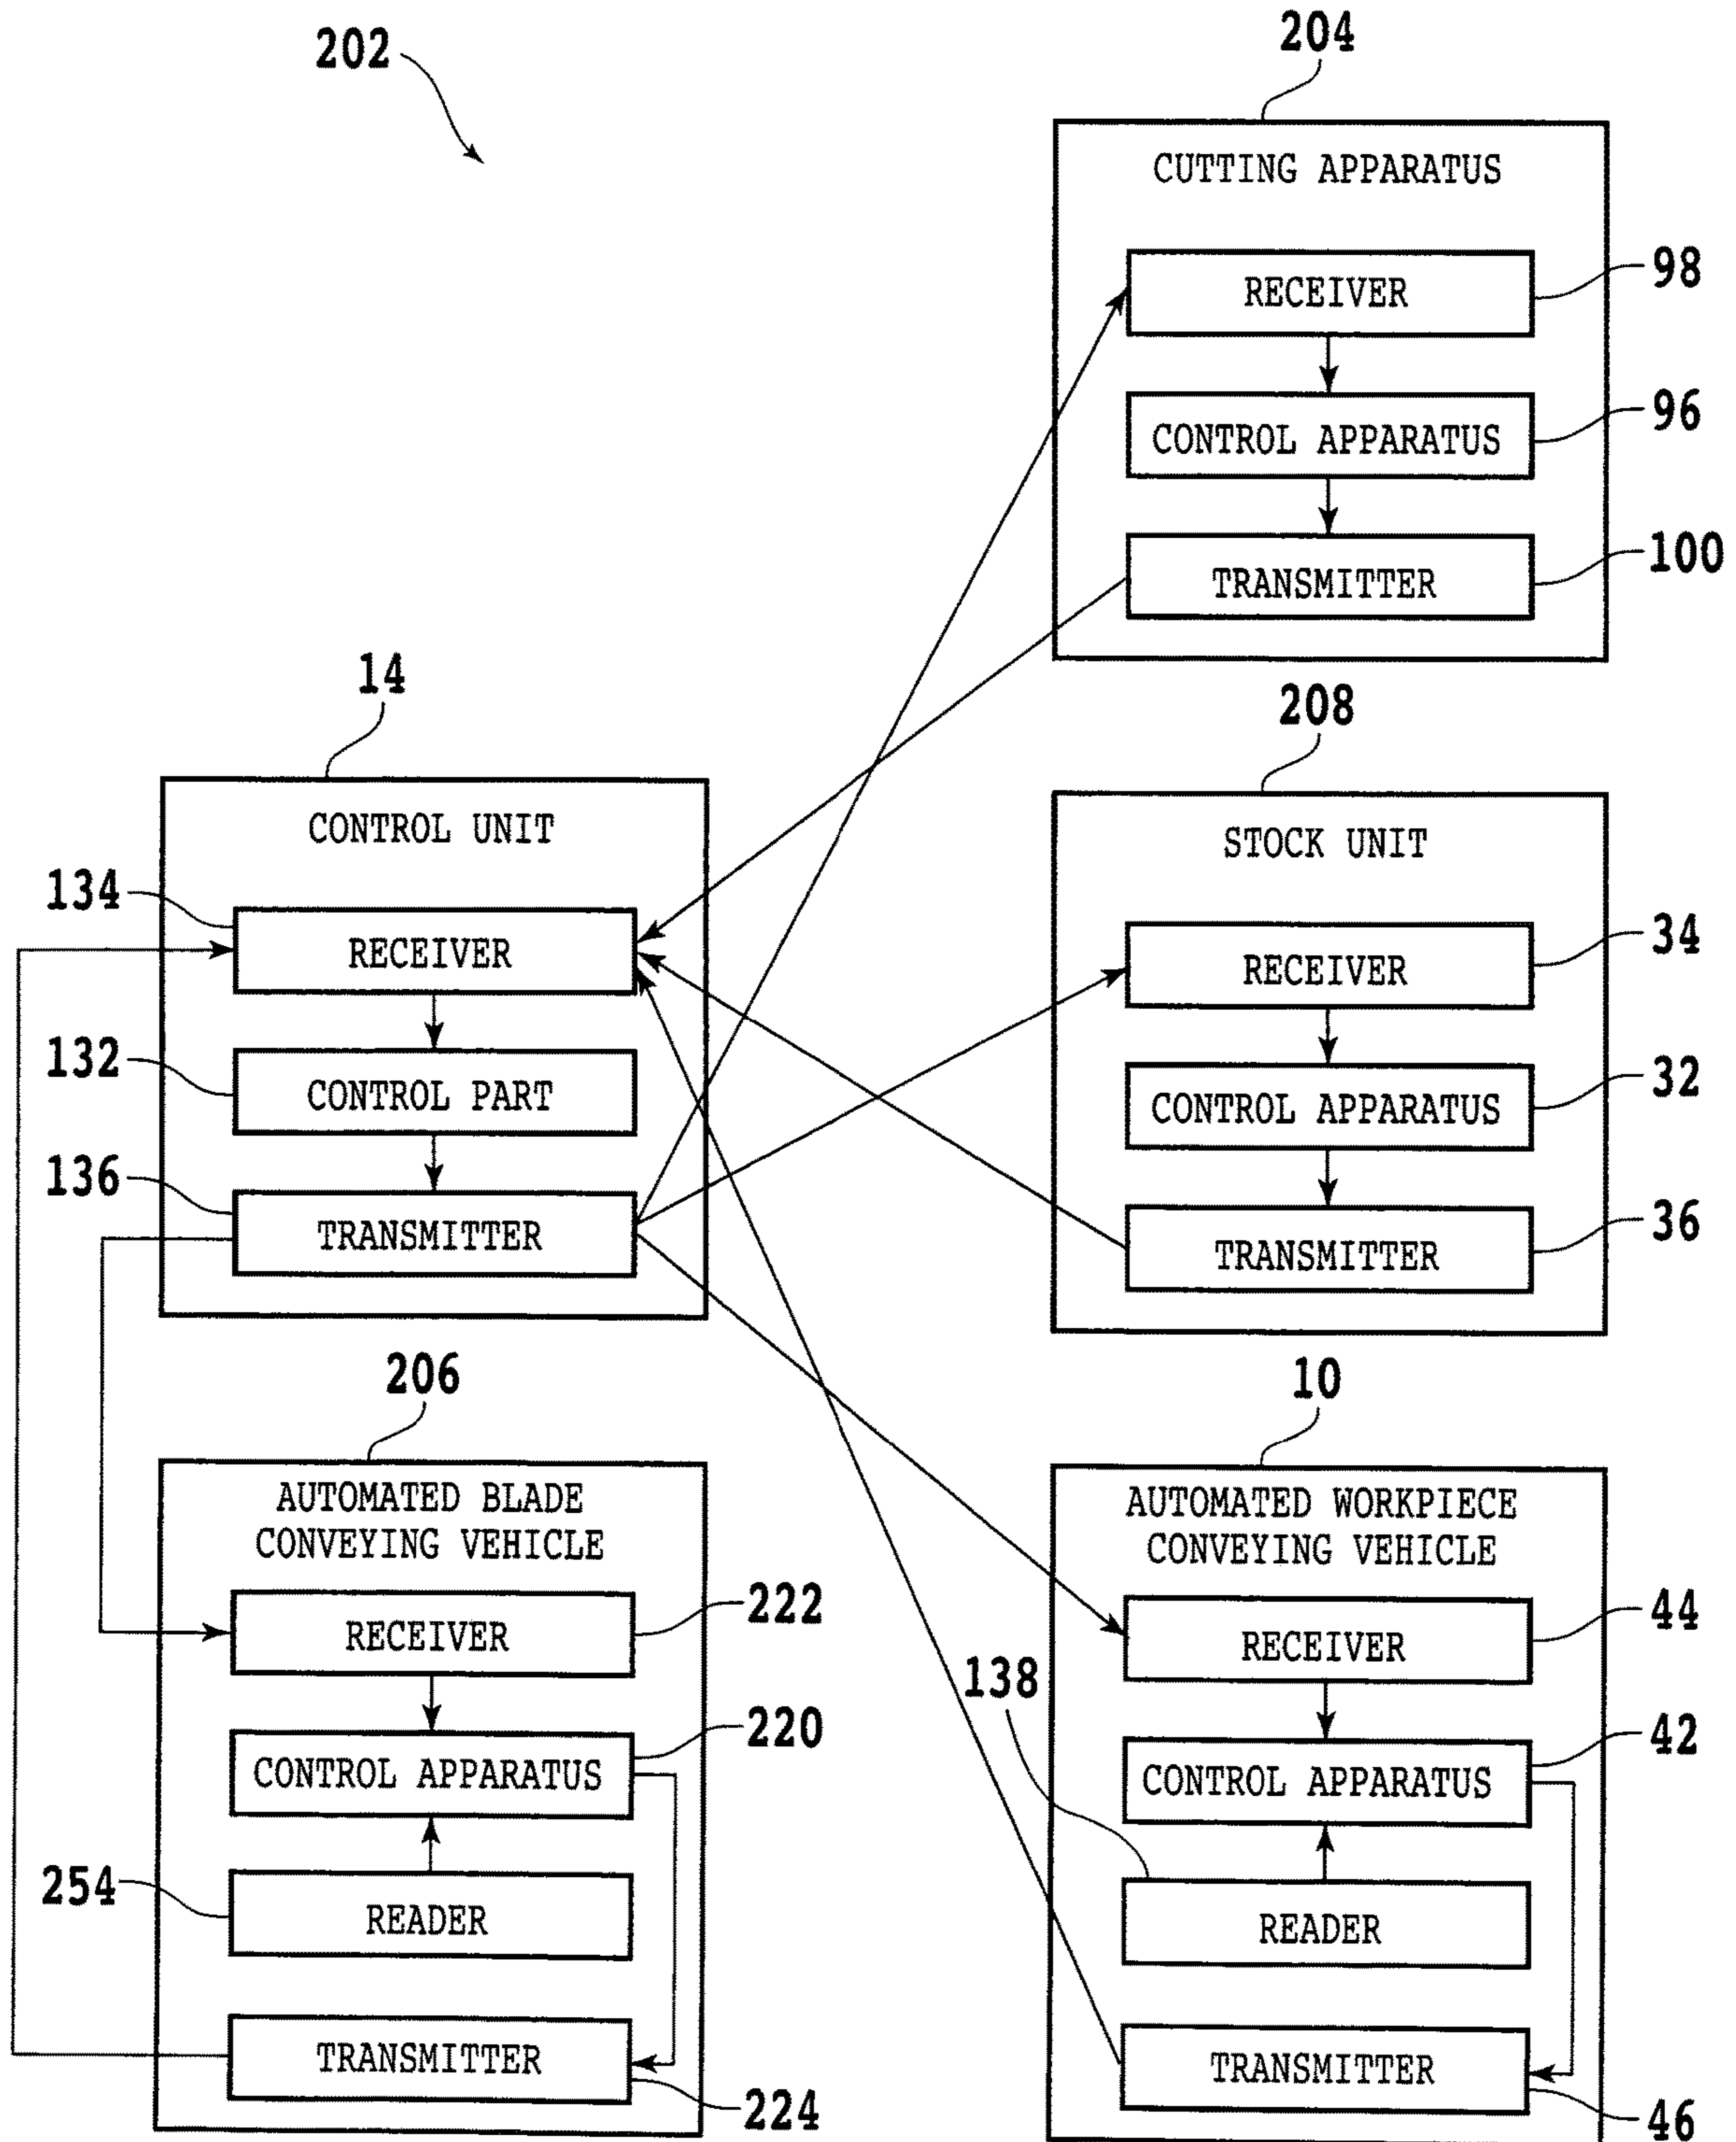 202
204
CUTTING APPARATUS
RECEIVER
98
CONTROL APPARATUS
96
TRANSMITTER
100
14
CONTROL UNIT
134
RECEIVER
132
CONTROL PART
136
TRANSMITTER
208
STOCK UNIT
RECEIVER
34
CONTROL APPARATUS
32
TRANSMITTER
36
206
AUTOMATED BLADE
CONVEYING VEHICLE
RECEIVER
222
CONTROL APPARATUS
220
254
READER
TRANSMITTER
224
10
AUTOMATED WORKPIECE
CONVEYING VEHICLE
RECEIVER
44
138
CONTROL APPARATUS
42
READER
TRANSMITTER
46